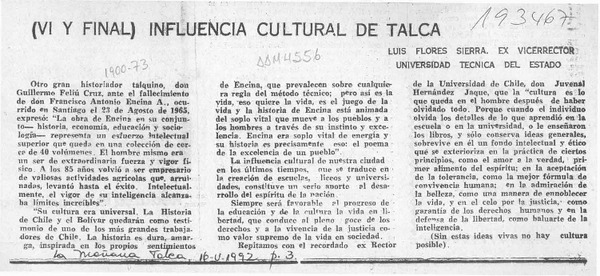 (VI Y FINAL) INFLUENCIA CULTURAL DE TALCA
193467
1900-73
LUIS FLORES SIERRA. EX VICERRECTOR
UNIVERSIDAD TECNICA DEL ESTADO
Otro gran historiador talquino, don
Guillermo Feliú Cruz, ante el fallecimiento
de don Francisco Antonio Encina A., ocu-
rrido en Santiago el 23 de Agosto de 1965,
expresó: "La obra de Encina en su conjun-
to— historia, economía, educación y socio-
logía— representa un esfuerzo intelectual
superior que queda en una colección de cer-
ca de 40 volúmenes. El hombre mismo era
un ser de extraordinaria fuerza y vigor fí-
sico. A los 85 años volvió a ser empresario
de valiosas actividades agrícolas que, arrui-
nadas, levantó hasta el éxito. Intelectualmen-
te, el vigor de su inteligencia alcanza-
ba límites increíbles".
"Su cultura era universal. La Historia
de Chile y el Bolívar quedarán como testi-
monio de uno de los más grandes trabaja-
dores de Chile. La historia es dura, amar-
ga, inspirada en los propios sentimientos
de Encina, que prevalecen sobre cualquiera
regla del método técnico; pero así es la
vida, eso quiere la vida, es el juego de la
vida y la historia de Encina está animada
del soplo vital que mueve a los pueblos y a
los hombres a través de su instinto y exce-
lencia. Encina era soplo vital de energía y
su historia es precisamente eso: el poema
de la excelencia de un pueblo"
La influencia cultural de nuestra ciudad
en los últimos tiempos, que se traduce en
la creación de escuelas, liceos y universi-
dades, constituye un serio aporte al desarro-
llo del espíritu de la nación
Siempre será favorable el progreso de
la educación y de la cultura a la vida en li-
bertad, que conduce al pleno goce de los
derechos y a la vivencia de la justicia co-
mo valor supremo de la vida en sociedad.
Repitamos con el recordado ex Rector
de la Universidad de Chile, don Juvenal
Hernández Jaque, que la "cultura es lo
que queda en el hombre después de haber
olvidado todo. Porque cuando el individuo
olvida los detalles de lo que aprendió en la
escuela o en la universidad, o le enseñaron
los libros, y sólo conserva ideas generales,
sobrevive en él un fondo intelectual y ético
que se exterioriza en la práctica de ciertos
principios, como el amor a la verdad, pri-
mer alimento del espíritu; en la aceptación
de la tolerancia, como la mejor fórmula de
convivencia humana; en la admiración de
la belleza, como una manera de ennoblecer
la vida, y en el celo por la justicia, como
garantía de los derechos humanos y en la
defensa de la libertad, como baluarte de la
inteligencia.
(Sin estas ideas vivas no hay cultura
posible).
La Mañana Talca, 16-V-1992 p. 3.